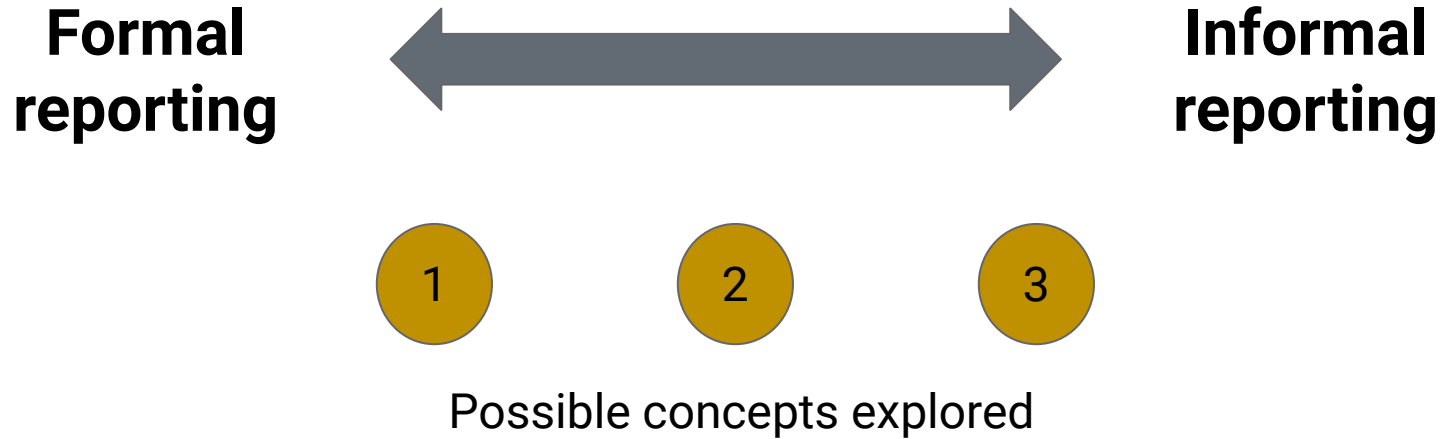 Formal
reporting
Informal
reporting
1
2
3
Possible concepts explored